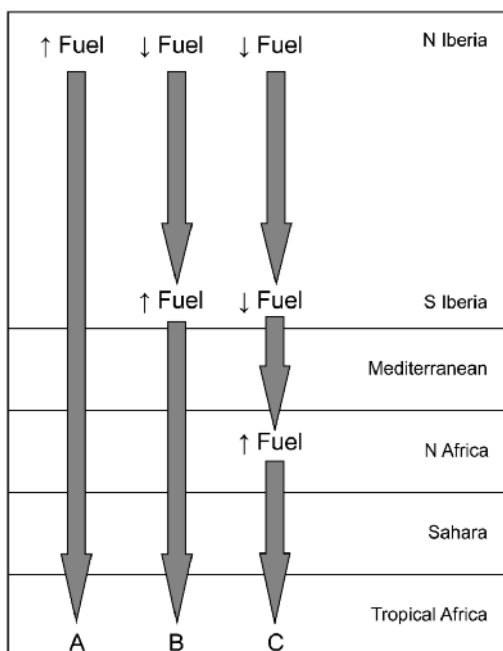 ↑ Fuel ↓ Fuel ↓ Fuel N Iberia
↑ Fuel ↓ Fuel S Iberia
Mediterranean
↑ Fuel N Africa
Sahara
Tropical Africa
A B C